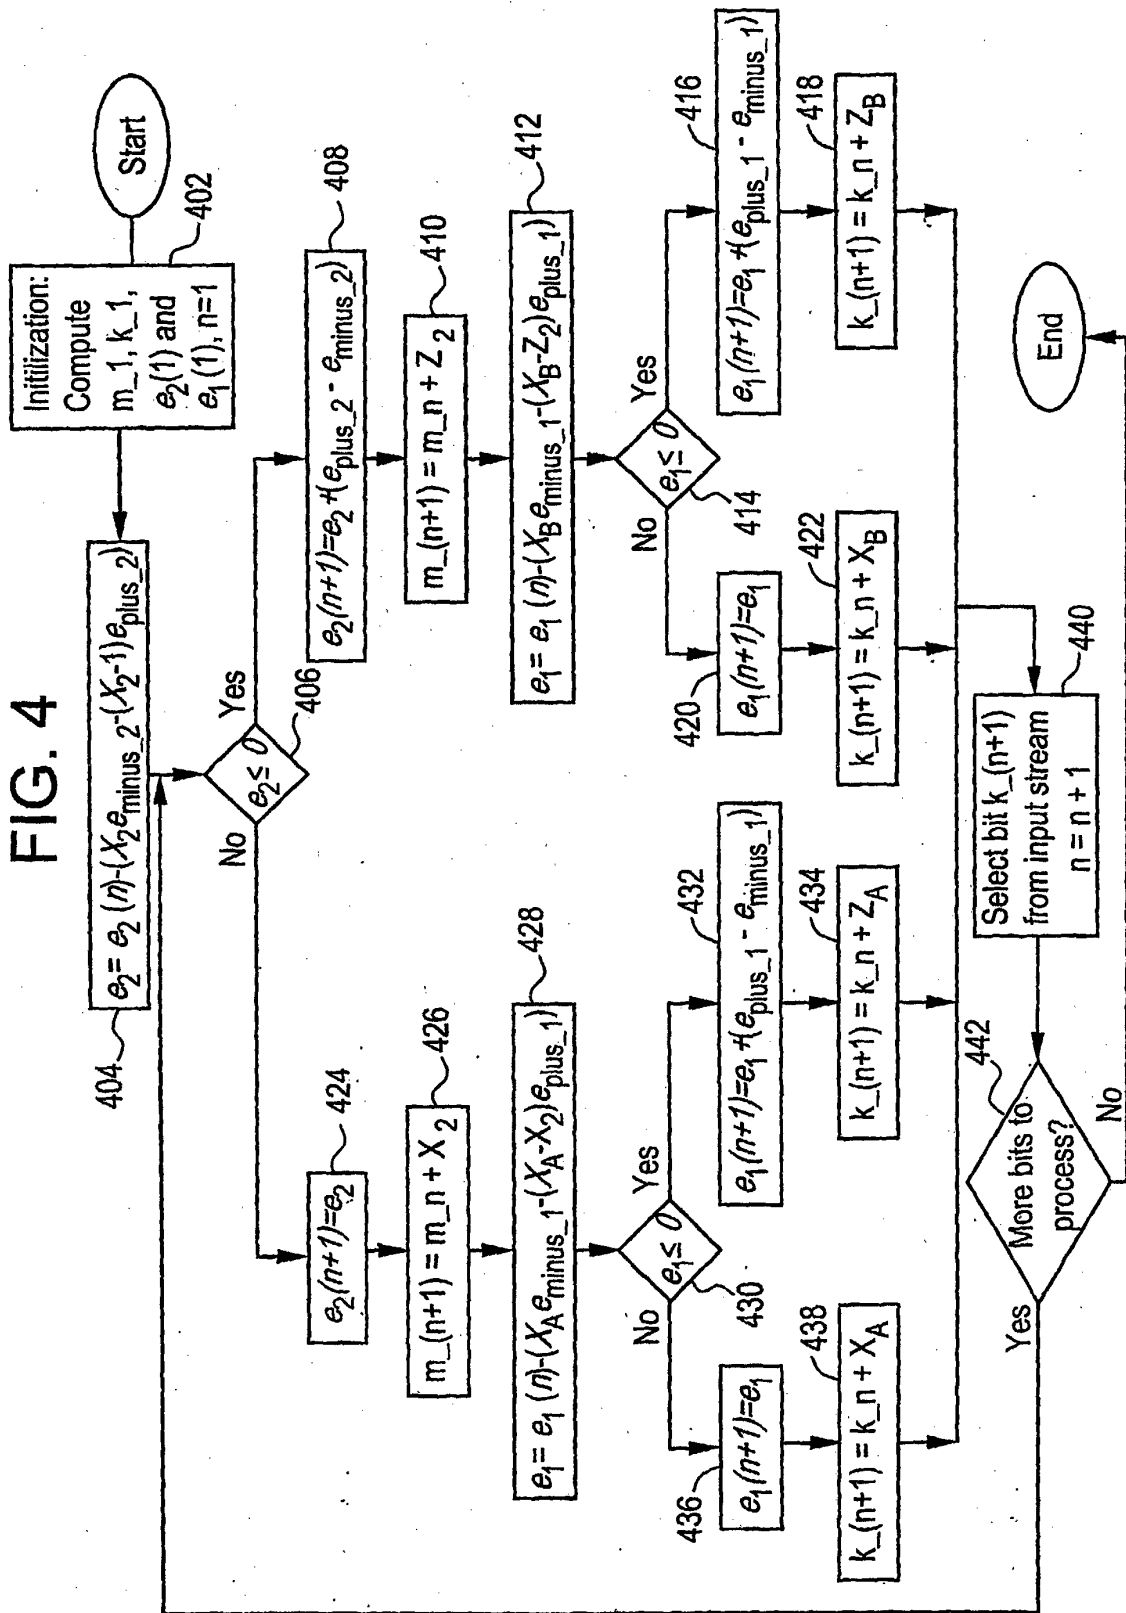 FIG. 4
Start
Initilization:
Compute
m_1, k_1,
e2(1) and
e1(1), n=1
402
e2= e2 (n)-(X2eminus_2-(X2-1)eplus_2)
404
e2 ≤ 0
406
Yes
No
e2(n+1)=e2 +(eplus_2 - eminus_2)
408
m_(n+1) = m_n + Z2
410
e1= e1 (n)-(XBeminus_1-(XB-Z2)eplus_1)
412
e1 ≤ 0
414
Yes
No
e1(n+1)=e1 +(eplus_1 - eminus_1)
416
k_(n+1) = k_n + ZB
418
e1(n+1)=e1
420
k_(n+1) = k_n + XB
422
e2(n+1)=e2
424
m_(n+1) = m_n + X2
426
e1= e1 (n)-(XAeminus_1-(XA-X2)eplus_1)
428
e1 ≤ 0
430
Yes
No
e1(n+1)=e1 +(eplus_1 - eminus_1)
432
k_(n+1) = k_n + ZA
434
e1(n+1)=e1
436
k_(n+1) = k_n + XA
438
Select bit k_(n+1)
from input stream
n = n + 1
440
More bits to
process?
442
Yes
No
End